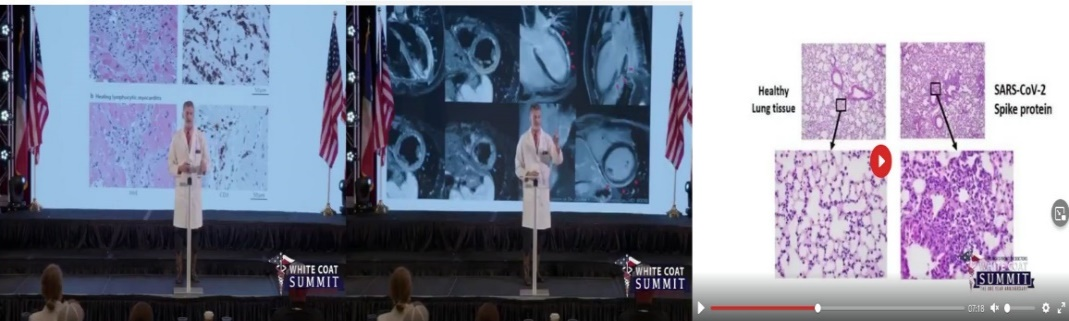 B Healing lymphocytic myocarditis
WHITE COAT
SUMMIT
WHITE COAT
SUMMIT
Healthy
Lung tissue
SARS-CoV-2
Spike protein
SUMMIT
07:18